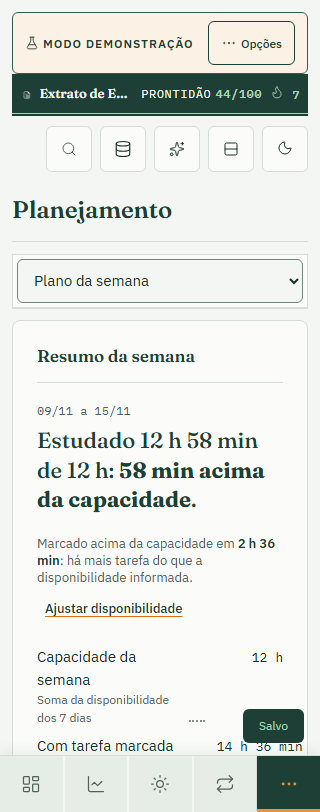 MODO DEMONSTRAÇÃO
Opções
Extrato de E... PRONTIDÃO 44/100 7
Planejamento
Plano da semana
Resumo da semana
09/11 a 15/11
Estudado 12 h 58 min
de 12 h: 58 min acima
da capacidade.
Marcado acima da capacidade em 2 h 36
min: há mais tarefa do que a
disponibilidade informada.
Ajustar disponibilidade
Capacidade da 12 h
semana
Soma da disponibilidade
dos 7 dias
Salvo
Com tarefa marcada 14 h 36 min